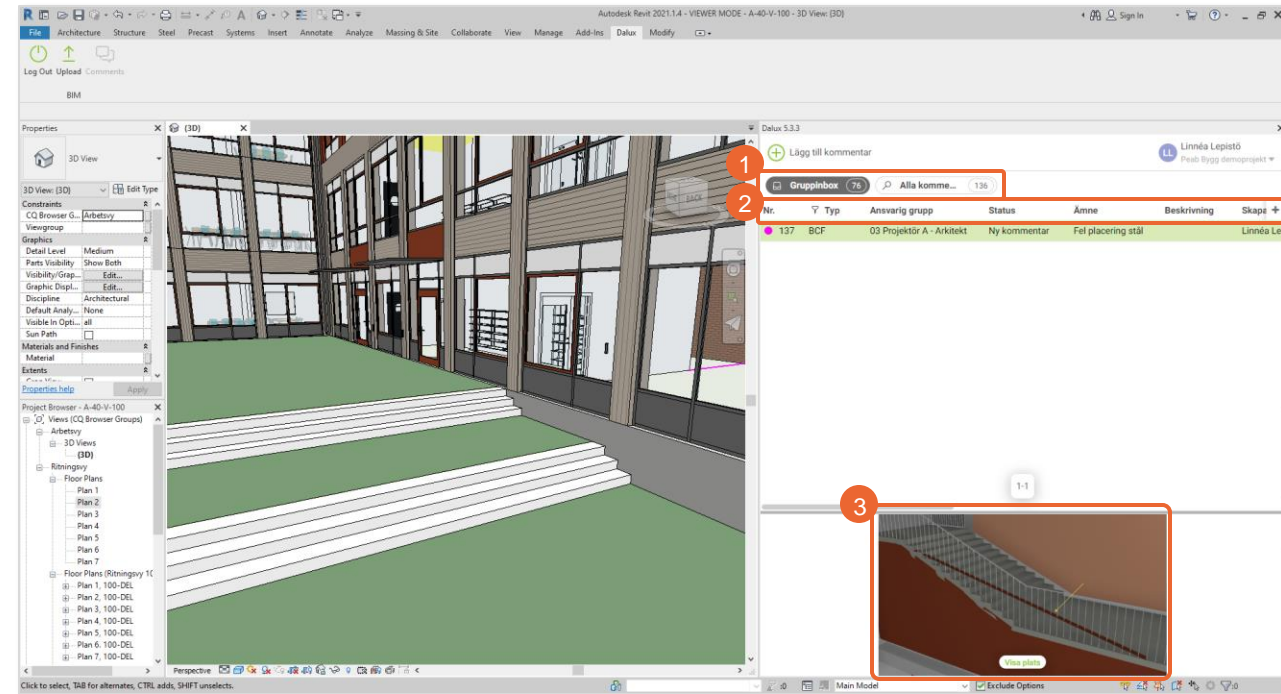 Autodesk Revit 2021.1.4 - VIEWER MODE - A-40-V-100 - 3D View: {3D}
Sign In
File Architecture Structure Steel Precast Systems Insert Annotate Analyze Massing & Site Collaborate View Manage Add-Ins Dalux Modify
Log Out Upload Comments
BIM
Properties
3D View
3D View: {3D} Edit Type
Constraints
CQ Browser G... Arbetsvy
Viewgroup
Graphics
Detail Level Medium
Parts Visibility Show Both
Visibility/Grap... Edit...
Graphic Displ... Edit...
Discipline Architectural
Default Analy... None
Visible In Opti... all
Sun Path
Materials and Finishes
Material
Extents
Properties help Apply
Project Browser - A-40-V-100
Views (CQ Browser Groups)
Arbetsvy
3D Views
{3D}
Ritningsvy
Floor Plans
Plan 1
Plan 2
Plan 3
Plan 4
Plan 5
Plan 6
Plan 7
Floor Plans (Ritningsvy 10
Plan 1, 100-DEL
Plan 2, 100-DEL
Plan 3, 100-DEL
Plan 4, 100-DEL
Plan 5, 100-DEL
Plan 6. 100-DEL
Plan 7, 100-DEL
{3D}
BACK
Perspective
Dalux 5.3.3
Lägg till kommentar
LL Linnéa Lepistö
Peab Bygg demoprojekt
1
Gruppinbox 76 Alla komme... 136
2
Nr. Typ Ansvarig grupp Status Ämne Beskrivning Skapa +
137 BCF 03 Projektör A - Arkitekt Ny kommentar Fel placering stål Linnéa Le
1-1
3
Visa plats
Click to select, TAB for alternates, CTRL adds, SHIFT unselects.
:0 Main Model Exclude Options :0